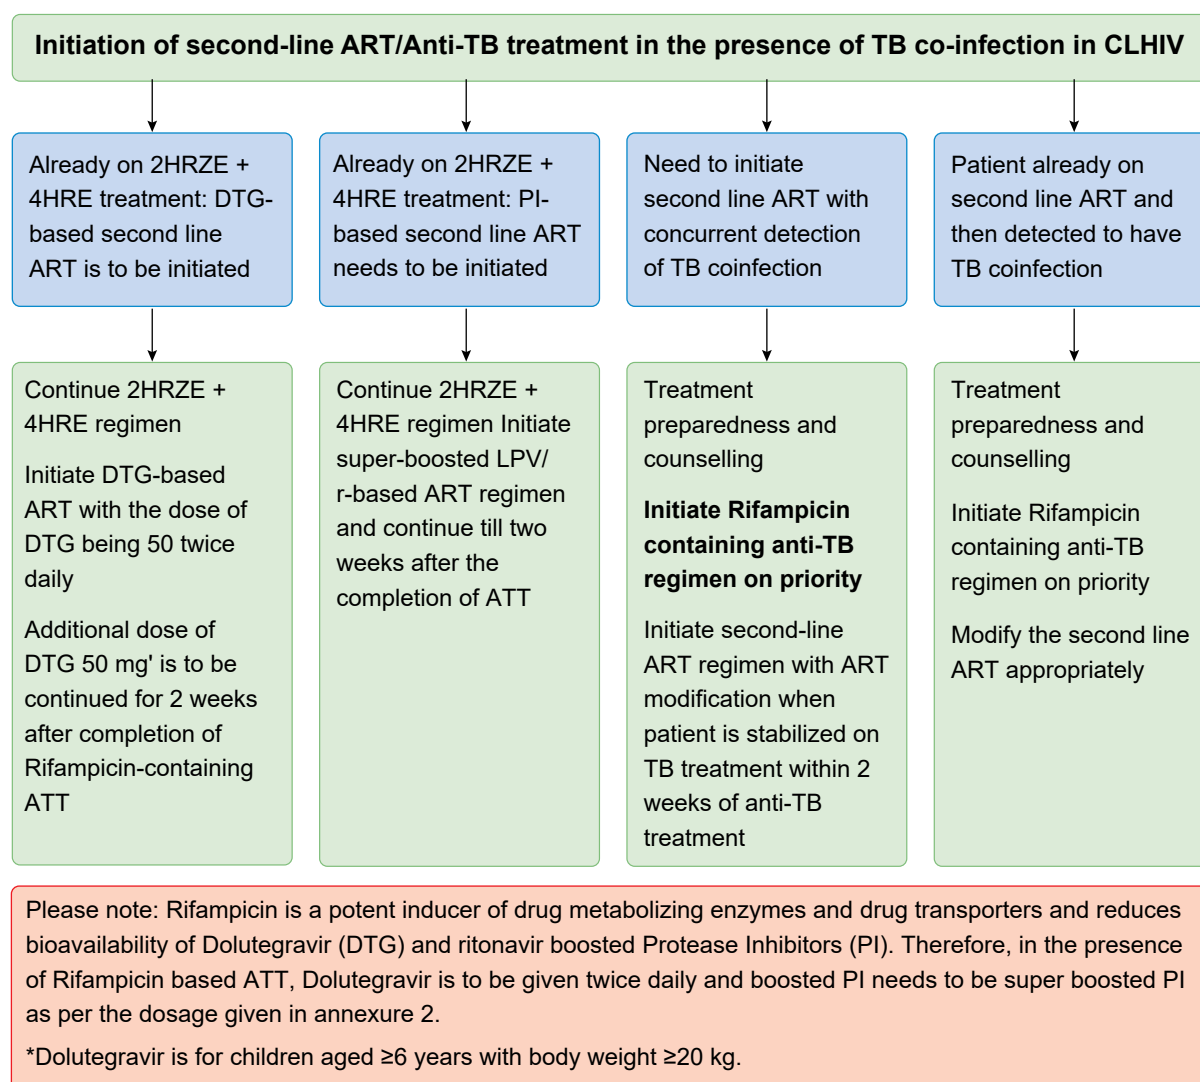 Initiation of second-line ART/Anti-TB treatment in the presence of TB co-infection in CLHIV
Already on 2HRZE +
4HRE treatment: DTG-
based second line
ART is to be initiated
Already on 2HRZE +
4HRE treatment: PI-
based second line ART
needs to be initiated
Need to initiate
second line ART with
concurrent detection
of TB coinfection
Patient already on
second line ART and
then detected to have
TB coinfection
Continue 2HRZE +
4HRE regimen
Initiate DTG-based
ART with the dose of
DTG being 50 twice
daily
Additional dose of
DTG 50 mg' is to be
continued for 2 weeks
after completion of
Rifampicin-containing
ATT
Continue 2HRZE +
4HRE regimen Initiate
super-boosted LPV/
r-based ART regimen
and continue till two
weeks after the
completion of ATT
Treatment
preparedness and
counselling
Initiate Rifampicin
containing anti-TB
regimen on priority
Initiate second-line
ART regimen with ART
modification when
patient is stabilized on
TB treatment within 2
weeks of anti-TB
treatment
Treatment
preparedness and
counselling
Initiate Rifampicin
containing anti-TB
regimen on priority
Modify the second line
ART appropriately
Please note: Rifampicin is a potent inducer of drug metabolizing enzymes and drug transporters and reduces
bioavailability of Dolutegravir (DTG) and ritonavir boosted Protease Inhibitors (PI). Therefore, in the presence
of Rifampicin based ATT, Dolutegravir is to be given twice daily and boosted PI needs to be super boosted PI
as per the dosage given in annexure 2.
*Dolutegravir is for children aged ≥6 years with body weight ≥20 kg.